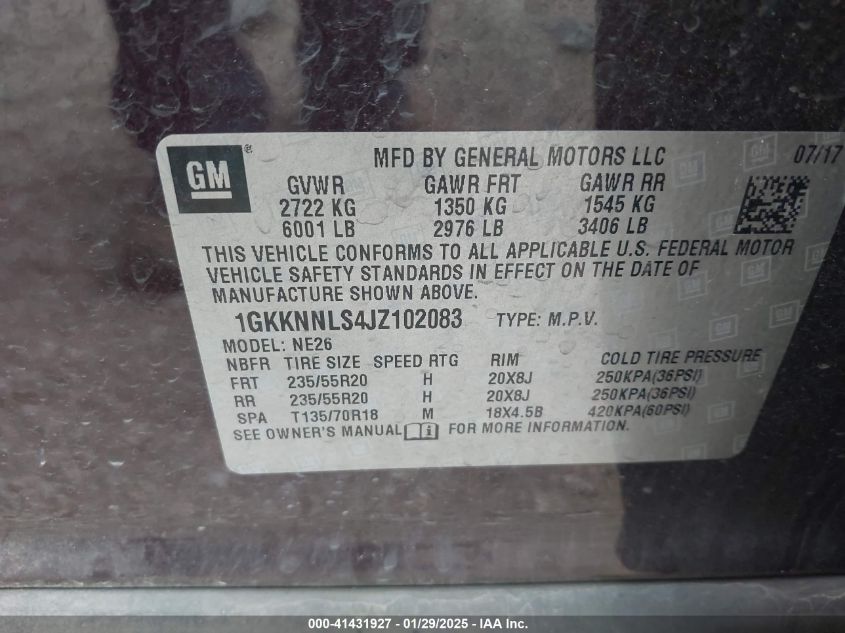 GM
MFD BY GENERAL MOTORS LLC 07/17
GVWR GAWR FRT GAWR RR
2722 KG 1350 KG 1545 KG
6001 LB 2976 LB 3406 LB
THIS VEHICLE CONFORMS TO ALL APPLICABLE U.S. FEDERAL MOTOR
VEHICLE SAFETY STANDARDS IN EFFECT ON THE DATE OF
MANUFACTURE SHOWN ABOVE.
1GKKNNLS4JZ102083 TYPE: M.P.V.
MODEL: NE26
NBFR TIRE SIZE SPEED RTG RIM COLD TIRE PRESSURE
FRT 235/55R20 H 20X8J 250KPA(36PSI)
RR 235/55R20 H 20X8J 250KPA(36PSI)
SPA T135/70R18 M 18X4.5B 420KPA(60PSI)
SEE OWNER'S MANUAL FOR MORE INFORMATION.
000-41431927 - 01/29/2025 - IAA Inc.